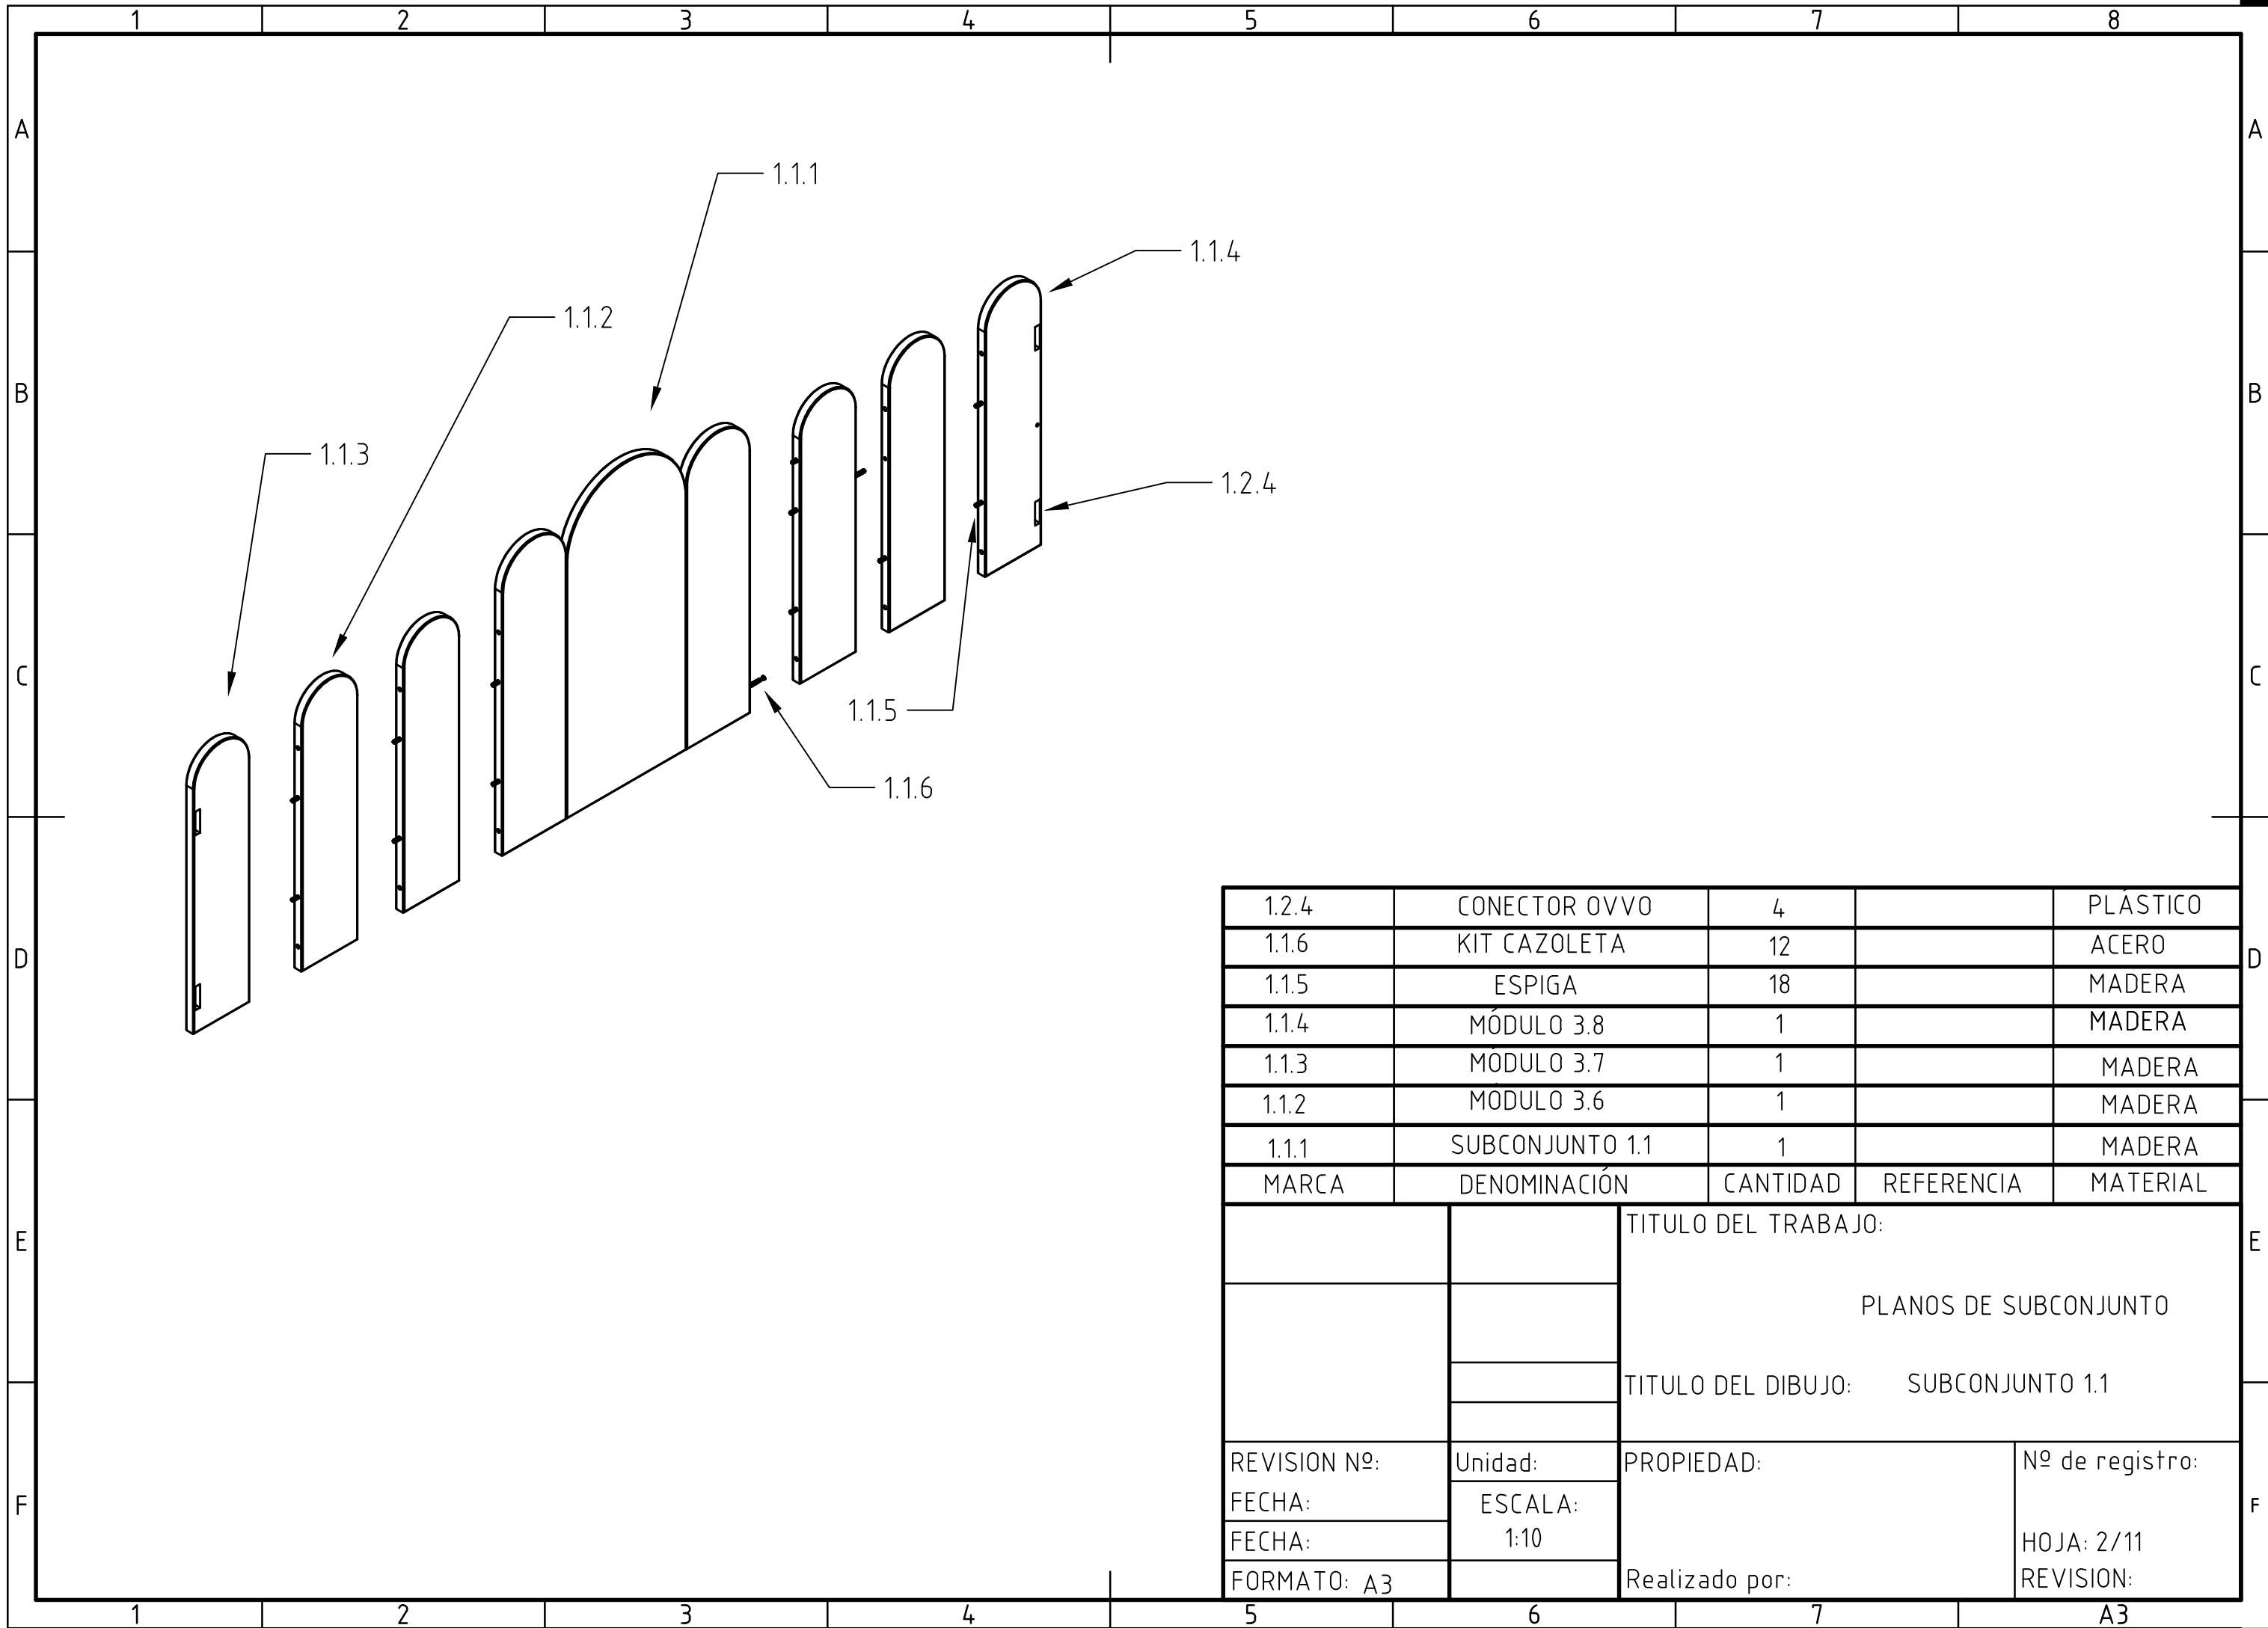 1 2 3 4 5 6 7 8
A A
1.1.1
1.1.4
1.1.2
B B
1.1.3
1.2.4
C C
1.1.5
1.1.6
1.2.4 CONECTOR OVVO 4 PLÁSTICO
1.1.6 KIT CAZOLETA 12 ACERO
D D
1.1.5 ESPIGA 18 MADERA
1.1.4 MÓDULO 3.8 1 MADERA
1.1.3 MÓDULO 3.7 1 MADERA
1.1.2 MÓDULO 3.6 1 MADERA
1.1.1 SUBCONJUNTO 1.1 1 MADERA
MARCA DENOMINACIÓN CANTIDAD REFERENCIA MATERIAL
TITULO DEL TRABAJO:
E E
PLANOS DE SUBCONJUNTO
TITULO DEL DIBUJO: SUBCONJUNTO 1.1
REVISION Nº: Unidad: PROPIEDAD: Nº de registro:
FECHA: ESCALA:
F F
FECHA: 1:10 HOJA: 2/11
FORMATO: A3 Realizado por: REVISION:
1 2 3 4 5 6 7 A3